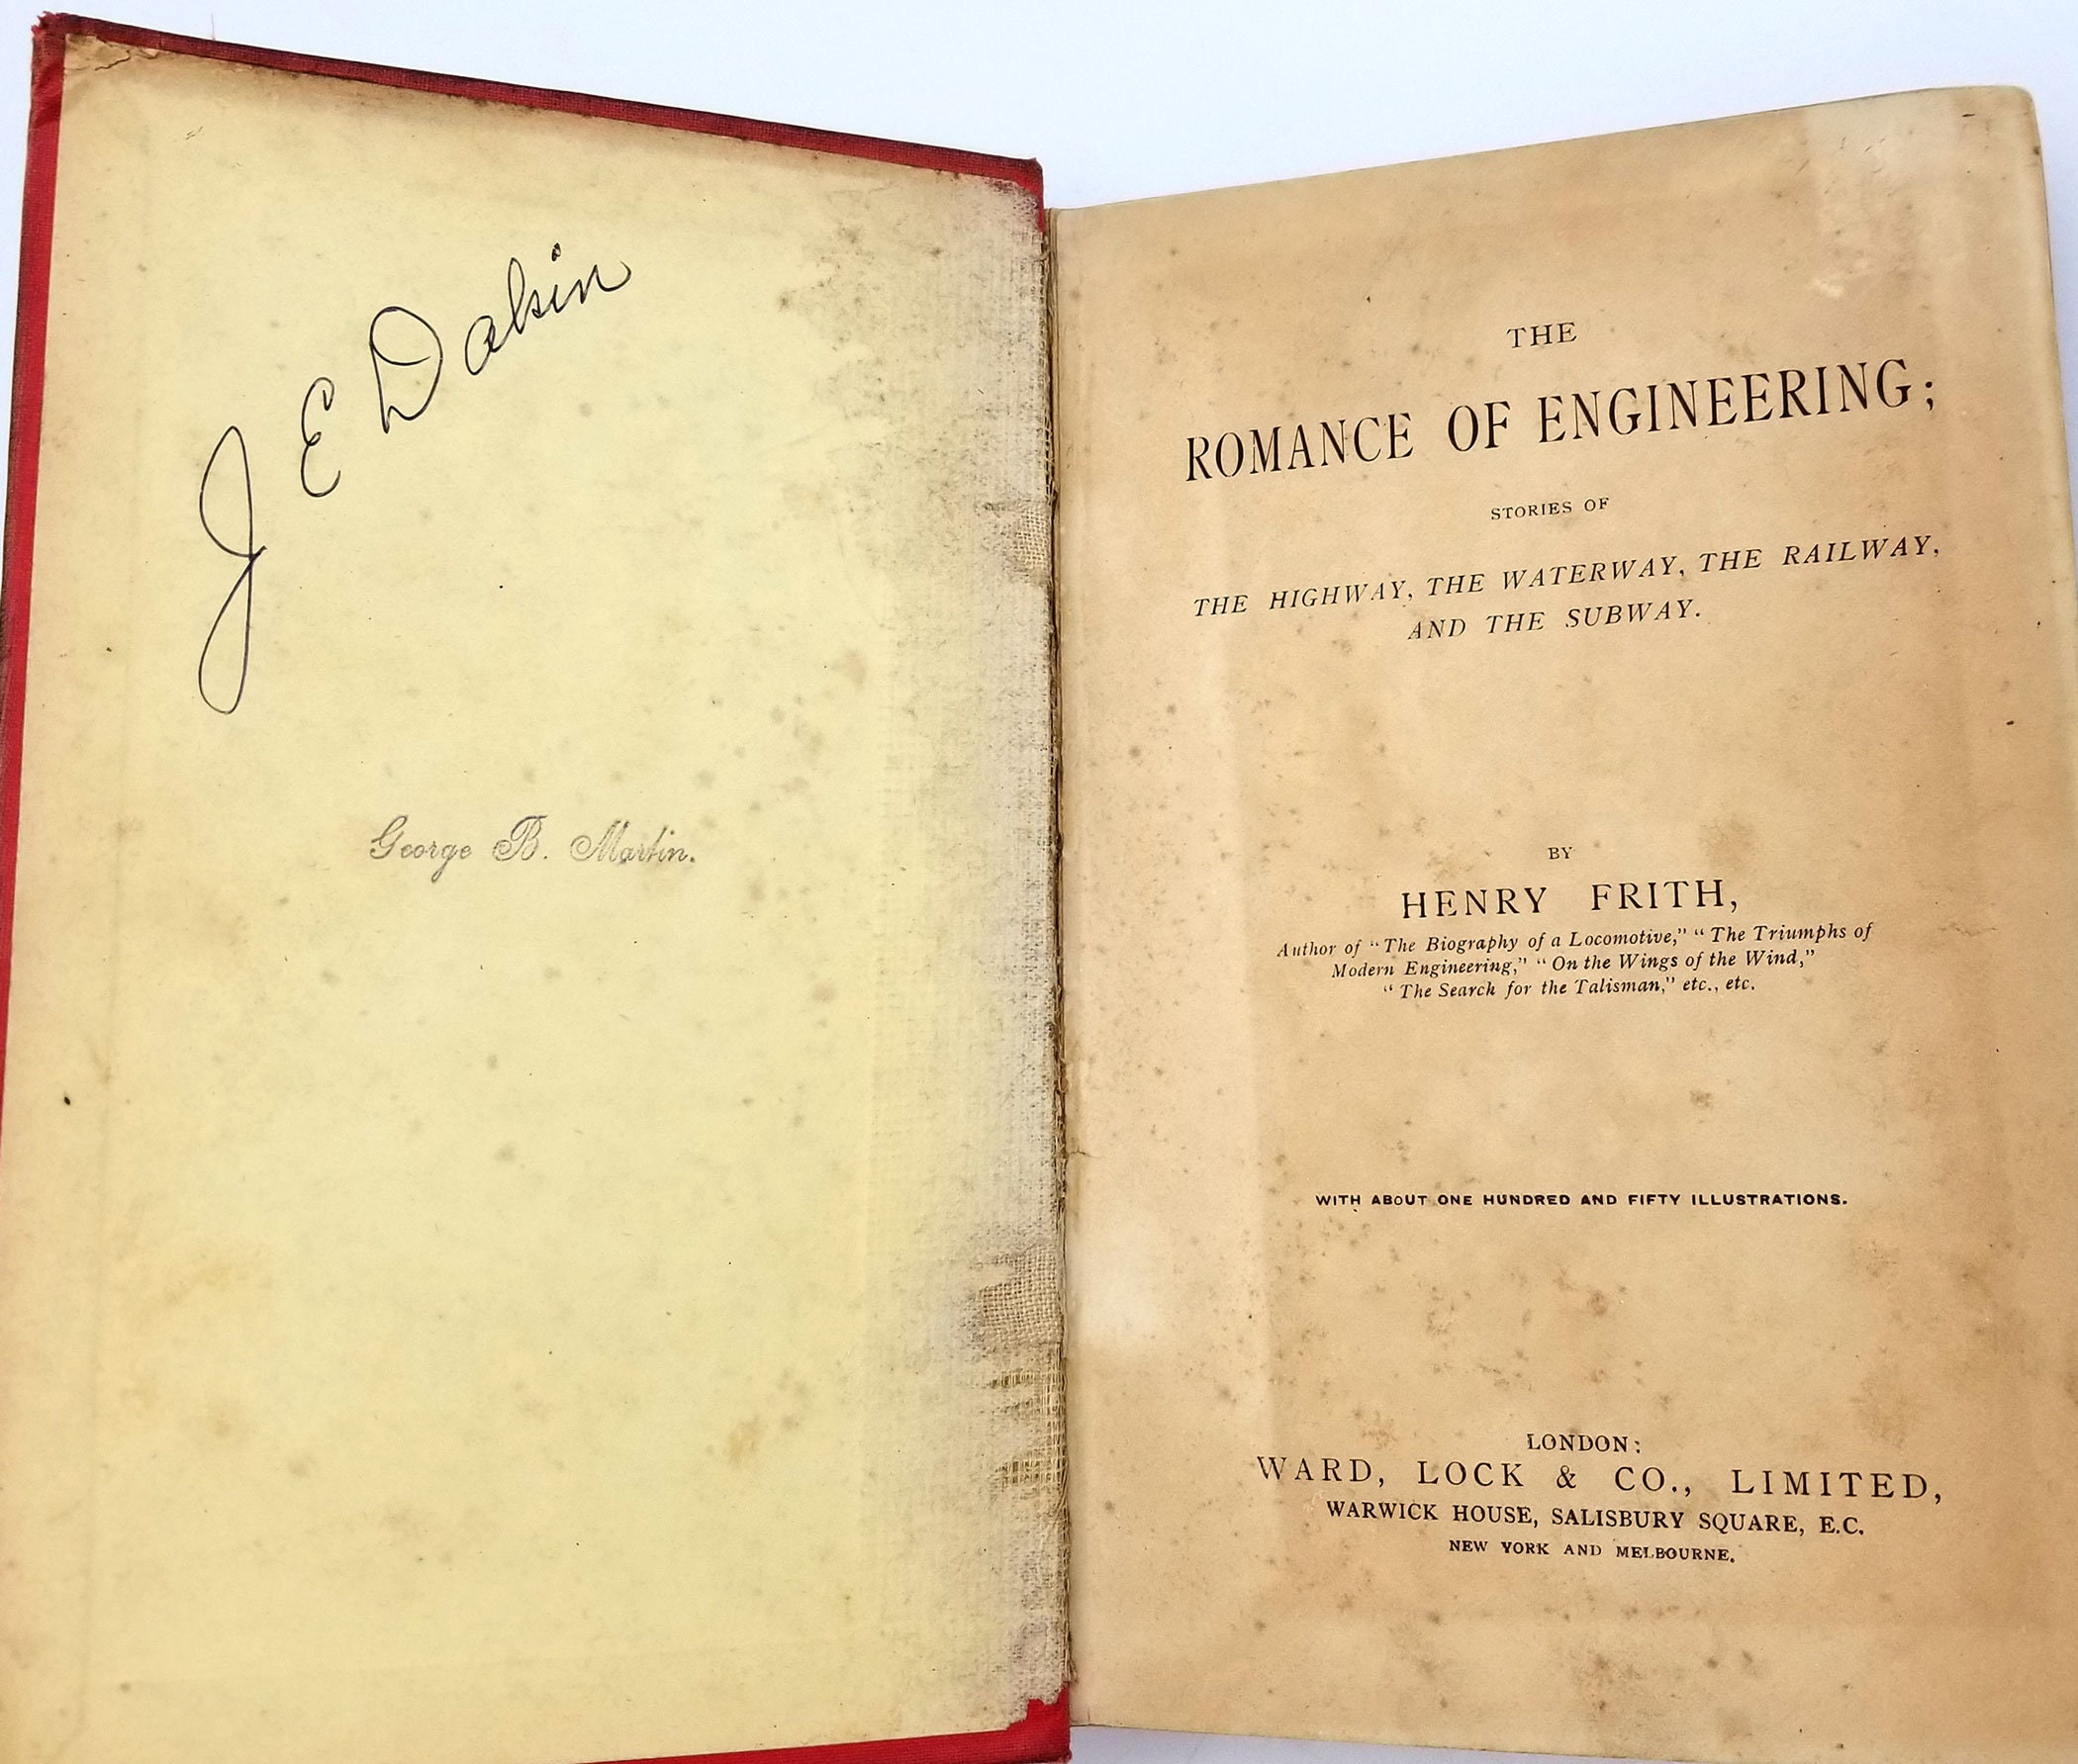 J E Dakin
George B. Martin.
THE
ROMANCE OF ENGINEERING;
STORIES OF
THE HIGHWAY, THE WATERWAY, THE RAILWAY,
AND THE SUBWAY.
BY
HENRY FRITH,
Author of "The Biography of a Locomotive," "The Triumphs of
Modern Engineering," "On the Wings of the Wind,"
"The Search for the Talisman," etc., etc.
WITH ABOUT ONE HUNDRED AND FIFTY ILLUSTRATIONS.
LONDON:
WARD, LOCK & CO., LIMITED,
WARWICK HOUSE, SALISBURY SQUARE, E.C.
NEW YORK AND MELBOURNE.